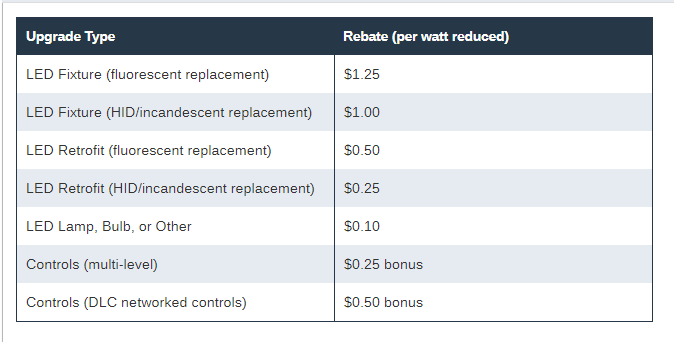 Upgrade Type Rebate (per watt reduced)
LED Fixture (fluorescent replacement) $1.25
LED Fixture (HID/incandescent replacement) $1.00
LED Retrofit (fluorescent replacement) $0.50
LED Retrofit (HID/incandescent replacement) $0.25
LED Lamp, Bulb, or Other $0.10
Controls (multi-level) $0.25 bonus
Controls (DLC networked controls) $0.50 bonus